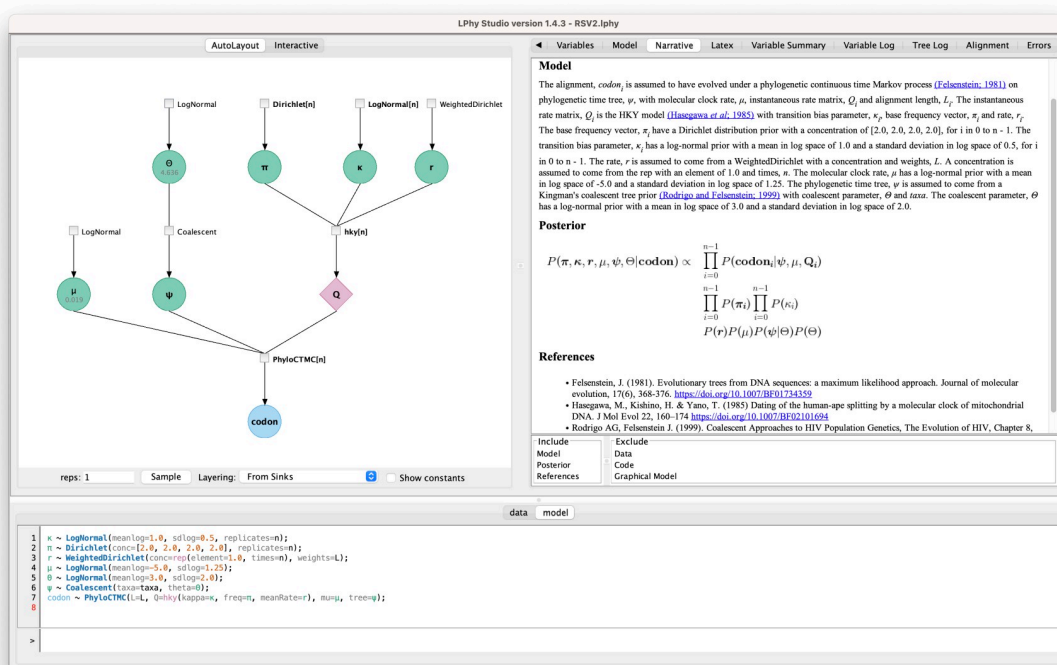 LPhy Studio version 1.4.3 - RSV2.lphy
AutoLayout Interactive
LogNormal
Dirichlet[n]
LogNormal[n]
WeightedDirichlet
Θ
4.636
π
κ
r
LogNormal
Coalescent
hky[n]
μ
0.019
ψ
Q
PhyloCTMC[n]
codon
reps: 1 Sample Layering: From Sinks Show constants
Variables Model Narrative Latex Variable Summary Variable Log Tree Log Alignment Errors
Model
The alignment, codon_i is assumed to have evolved under a phylogenetic continuous time Markov process (Felsenstein; 1981) on
phylogenetic time tree, ψ, with molecular clock rate, μ, instantaneous rate matrix, Q_i and alignment length, L_i. The instantaneous
rate matrix, Q_i is the HKY model (Hasegawa et al; 1985) with transition bias parameter, κ_i, base frequency vector, π_i and rate, r_i.
The base frequency vector, π_i have a Dirichlet distribution prior with a concentration of [2.0, 2.0, 2.0, 2.0], for i in 0 to n - 1. The
transition bias parameter, κ_i has a log-normal prior with a mean in log space of 1.0 and a standard deviation in log space of 0.5, for i
in 0 to n - 1. The rate, r is assumed to come from a WeightedDirichlet with a concentration and weights, L. A concentration is
assumed to come from the rep with an element of 1.0 and times, n. The molecular clock rate, μ has a log-normal prior with a mean
in log space of -5.0 and a standard deviation in log space of 1.25. The phylogenetic time tree, ψ is assumed to come from a
Kingman's coalescent tree prior (Rodrigo and Felsenstein; 1999) with coalescent parameter, Θ and taxa. The coalescent parameter, Θ
has a log-normal prior with a mean in log space of 3.0 and a standard deviation in log space of 2.0.
Posterior
P(π, κ, r, μ, ψ, Θ|codon) ∝ ∏_{i=0}^{n−1} P(codon_i|ψ, μ, Q_i)
∏_{i=0}^{n−1} P(π_i) ∏_{i=0}^{n−1} P(κ_i)
P(r)P(μ)P(ψ|Θ)P(Θ)
References
• Felsenstein, J. (1981). Evolutionary trees from DNA sequences: a maximum likelihood approach. Journal of molecular
evolution, 17(6), 368-376. https://doi.org/10.1007/BF01734359
• Hasegawa, M., Kishino, H. & Yano, T. (1985) Dating of the human-ape splitting by a molecular clock of mitochondrial
DNA. J Mol Evol 22, 160–174 https://doi.org/10.1007/BF02101694
• Rodrigo AG, Felsenstein J. (1999). Coalescent Approaches to HIV Population Genetics, The Evolution of HIV, Chapter 8,
Include Exclude
Model Data
Posterior Code
References Graphical Model
data model
1 κ ~ LogNormal(meanlog=1.0, sdlog=0.5, replicates=n);
2 π ~ Dirichlet(conc=[2.0, 2.0, 2.0, 2.0], replicates=n);
3 r ~ WeightedDirichlet(conc=rep(element=1.0, times=n), weights=L);
4 μ ~ LogNormal(meanlog=-5.0, sdlog=1.25);
5 Θ ~ LogNormal(meanlog=3.0, sdlog=2.0);
6 ψ ~ Coalescent(taxa=taxa, theta=Θ);
7 codon ~ PhyloCTMC(L=L, Q=hky(kappa=κ, freq=π, meanRate=r), mu=μ, tree=ψ);
8
>